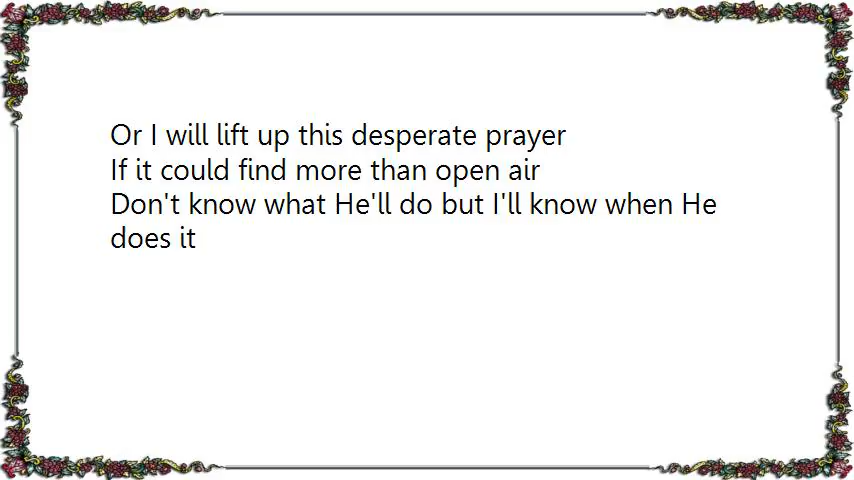 Or I will lift up this desperate prayer
If it could find more than open air
Don't know what He'll do but I'll know when He
does it